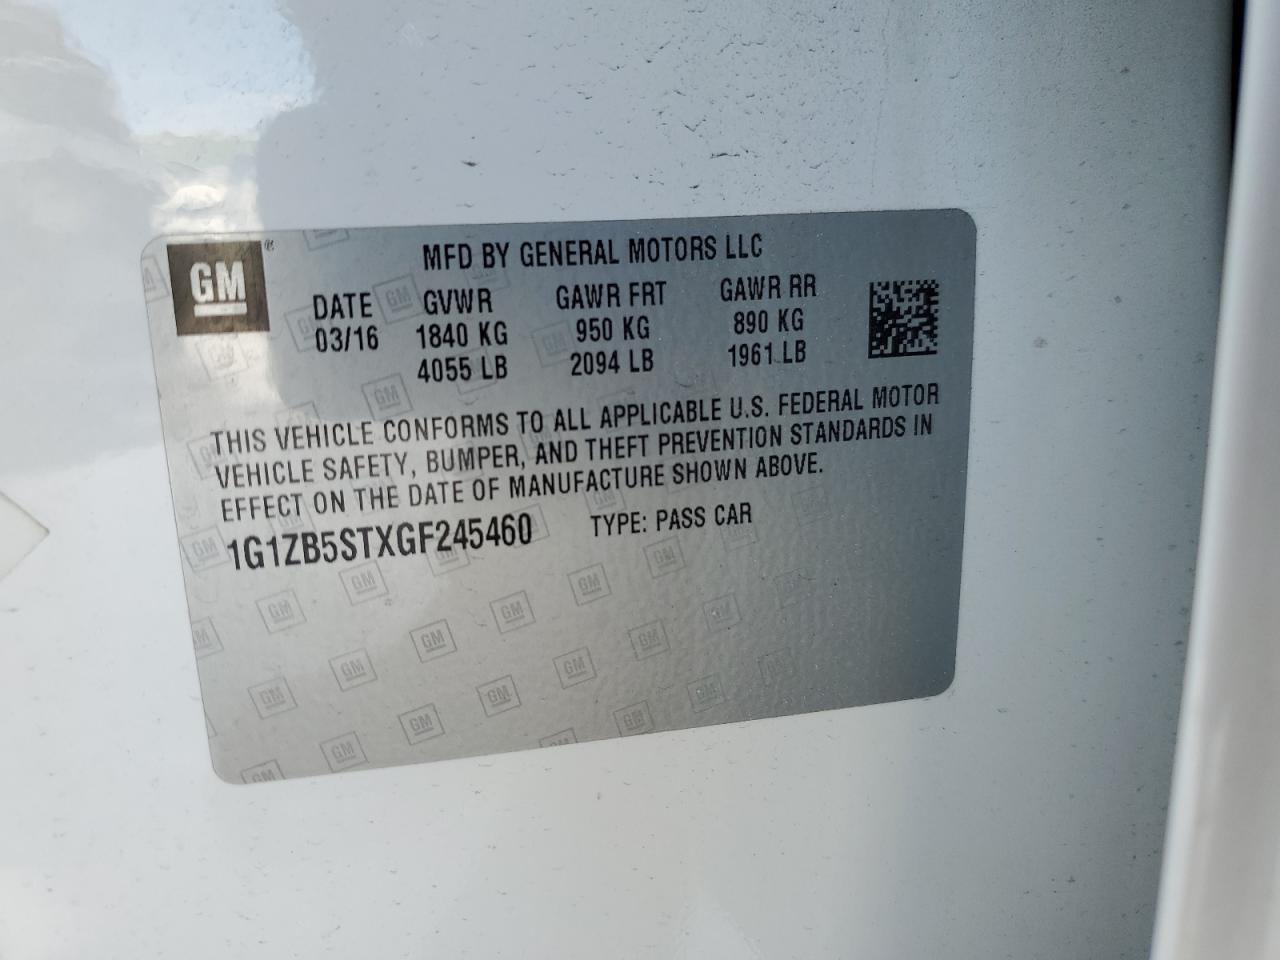 GM
®
MFD BY GENERAL MOTORS LLC
DATE GVWR GAWR FRT GAWR RR
03/16 1840 KG 950 KG 890 KG
4055 LB 2094 LB 1961 LB
THIS VEHICLE CONFORMS TO ALL APPLICABLE U.S. FEDERAL MOTOR
VEHICLE SAFETY, BUMPER, AND THEFT PREVENTION STANDARDS IN
EFFECT ON THE DATE OF MANUFACTURE SHOWN ABOVE.
1G1ZB5STXGF245460 TYPE: PASS CAR